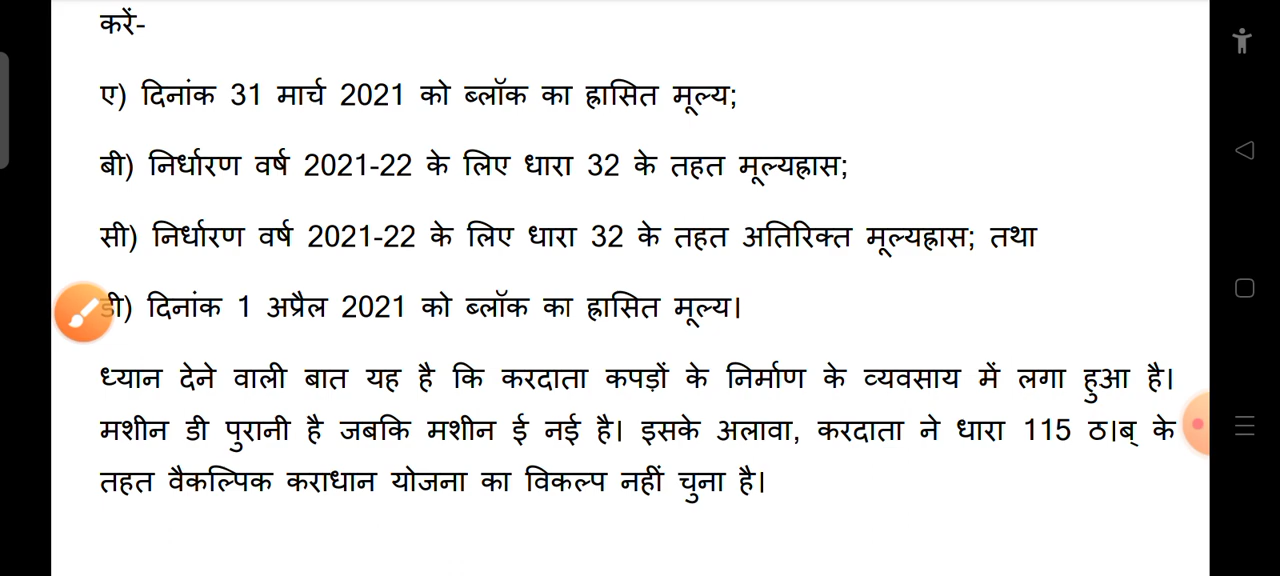 करें-
ए) दिनांक 31 मार्च 2021 को ब्लॉक का ह्रासित मूल्य;
बी) निर्धारण वर्ष 2021-22 के लिए धारा 32 के तहत मूल्यह्रास;
सी) निर्धारण वर्ष 2021-22 के लिए धारा 32 के तहत अतिरिक्त मूल्यह्रास; तथा
डी) दिनांक 1 अप्रैल 2021 को ब्लॉक का ह्रासित मूल्य।
ध्यान देने वाली बात यह है कि करदाता कपड़ों के निर्माण के व्यवसाय में लगा हुआ है।
मशीन डी पुरानी है जबकि मशीन ई नई है। इसके अलावा, करदाता ने धारा 115 ठ।ब् के
तहत वैकल्पिक कराधान योजना का विकल्प नहीं चुना है।